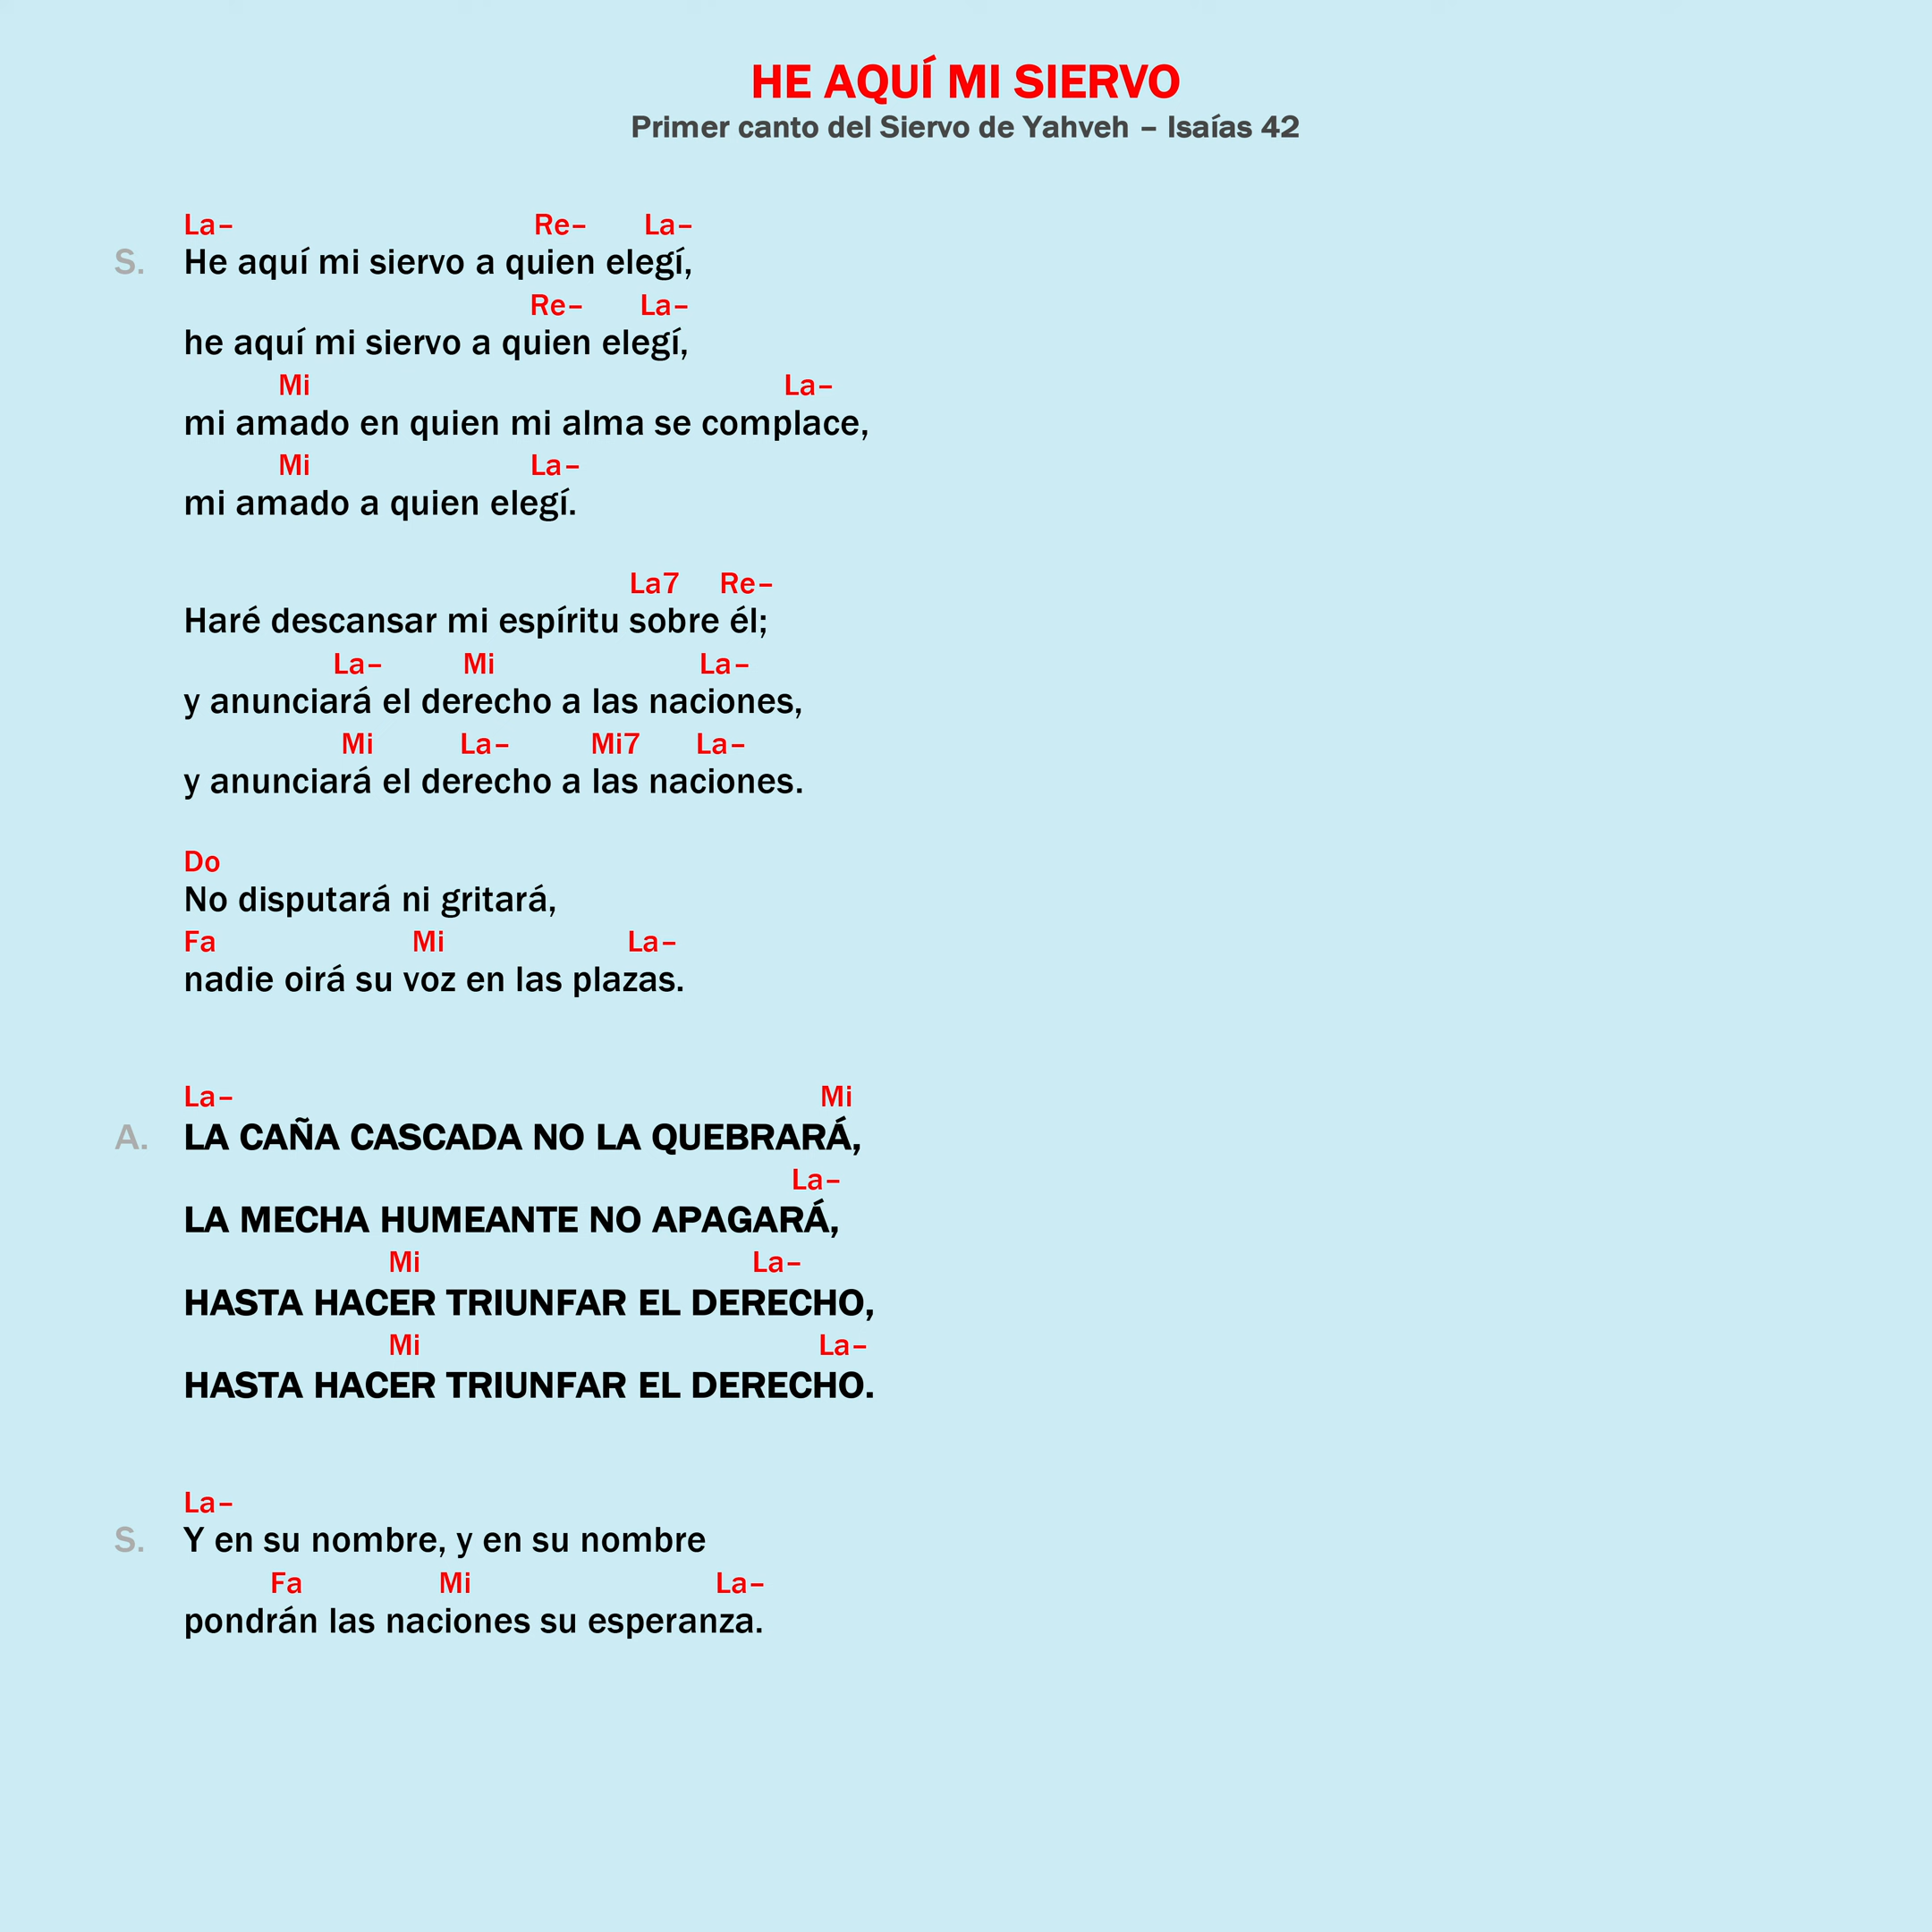 HE AQUÍ MI SIERVO
Primer canto del Siervo de Yahveh – Isaías 42
La– Re– La–
S. He aquí mi siervo a quien elegí,
Re– La–
he aquí mi siervo a quien elegí,
Mi La–
mi amado en quien mi alma se complace,
Mi La–
mi amado a quien elegí.
La7 Re–
Haré descansar mi espíritu sobre él;
La– Mi La–
y anunciará el derecho a las naciones,
Mi La– Mi7 La–
y anunciará el derecho a las naciones.
Do
No disputará ni gritará,
Fa Mi La–
nadie oirá su voz en las plazas.
La– Mi
A. LA CAÑA CASCADA NO LA QUEBRARÁ,
La–
LA MECHA HUMEANTE NO APAGARÁ,
Mi La–
HASTA HACER TRIUNFAR EL DERECHO,
Mi La–
HASTA HACER TRIUNFAR EL DERECHO.
La–
S. Y en su nombre, y en su nombre
Fa Mi La–
pondrán las naciones su esperanza.